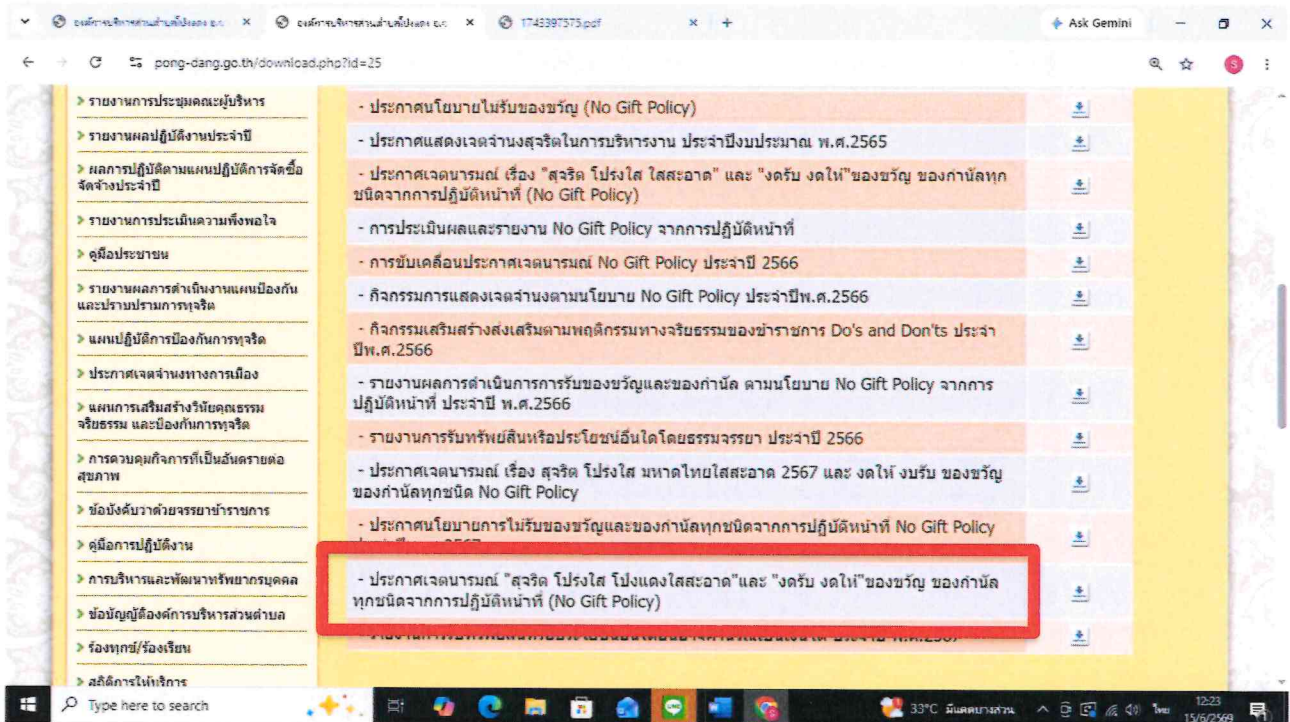 องค์การบริหารส่วนตำบลโป่งแดง อ.
องค์การบริหารส่วนตำบลโป่งแดง อ.
1743397575.pdf
Ask Gemini
pong-dang.go.th/download.php?id=25
S
> รายงานการประชุมคณะผู้บริหาร
> รายงานผลปฏิบัติงานประจำปี
> ผลการปฏิบัติตามแผนปฏิบัติการจัดซื้อ
จัดจ้างประจำปี
> รายงานการประเมินความพึงพอใจ
> คู่มือประชาชน
> รายงานผลการดำเนินงานแผนป้องกัน
และปราบปรามการทุจริต
> แผนปฏิบัติการป้องกันการทุจริต
> ประกาศเจตจำนงทางการเมือง
> แผนการเสริมสร้างวินัยคุณธรรม
จริยธรรม และป้องกันการทุจริต
> การควบคุมกิจการที่เป็นอันตรายต่อ
สุขภาพ
> ข้อบังคับว่าด้วยจรรยาข้าราชการ
> คู่มือการปฏิบัติงาน
> การบริหารและพัฒนาทรัพยากรบุคคล
> ข้อบัญญัติองค์การบริหารส่วนตำบล
> ร้องทุกข์/ร้องเรียน
> สถิติการให้บริการ
- ประกาศนโยบายไม่รับของขวัญ (No Gift Policy)
- ประกาศแสดงเจตจำนงสุจริตในการบริหารงาน ประจำปีงบประมาณ พ.ศ.2565
- ประกาศเจตนารมณ์ เรื่อง "สุจริต โปร่งใส ใสสะอาด" และ "งดรับ งดให้"ของขวัญ ของกำนัลทุก
ชนิดจากการปฏิบัติหน้าที่ (No Gift Policy)
- การประเมินผลและรายงาน No Gift Policy จากการปฏิบัติหน้าที่
- การขับเคลื่อนประกาศเจตนารมณ์ No Gift Policy ประจำปี 2566
- กิจกรรมการแสดงเจตจำนงตามนโยบาย No Gift Policy ประจำปีพ.ศ.2566
- กิจกรรมเสริมสร้างส่งเสริมตามพฤติกรรมทางจริยธรรมของข้าราชการ Do's and Don'ts ประจำ
ปีพ.ศ.2566
- รายงานผลการดำเนินการการรับของขวัญและของกำนัล ตามนโยบาย No Gift Policy จากการ
ปฏิบัติหน้าที่ ประจำปี พ.ศ.2566
- รายงานการรับทรัพย์สินหรือประโยชน์อื่นใดโดยธรรมจรรยา ประจำปี 2566
- ประกาศเจตนารมณ์ เรื่อง สุจริต โปร่งใส มหาดไทยใสสะอาด 2567 และ งดให้ งบรับ ของขวัญ
ของกำนัลทุกชนิด No Gift Policy
- ประกาศนโยบายการไม่รับของขวัญและของกำนัลทุกชนิดจากการปฏิบัติหน้าที่ No Gift Policy
2567
- ประกาศเจตนารมณ์ "สุจริต โปร่งใส โป่งแดงใสสะอาด"และ "งดรับ งดให้"ของขวัญ ของกำนัล
ทุกชนิดจากการปฏิบัติหน้าที่ (No Gift Policy)
Type here to search
33°C มีแดดบางส่วน
ไทย
12:23
15/6/2569